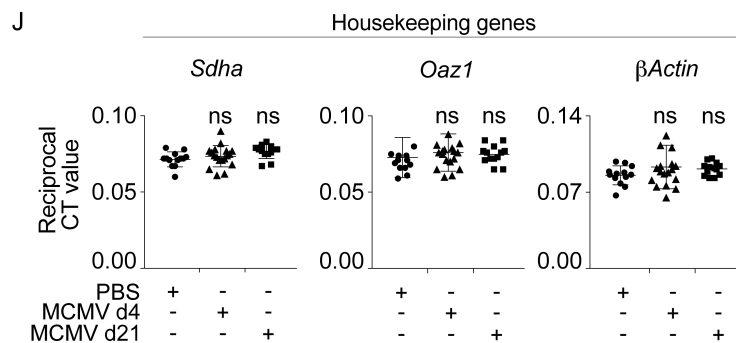 J
Housekeeping genes
Sdha Oaz1 βActin
Reciprocal
CT value
0.10 ns ns 0.10 ns ns 0.14 ns ns
0.05 0.05 0.07
0.00 0.00 0.00
PBS + - - + - - + - -
MCMV d4 - + - - + - - + -
MCMV d21 - - + - - + - - +